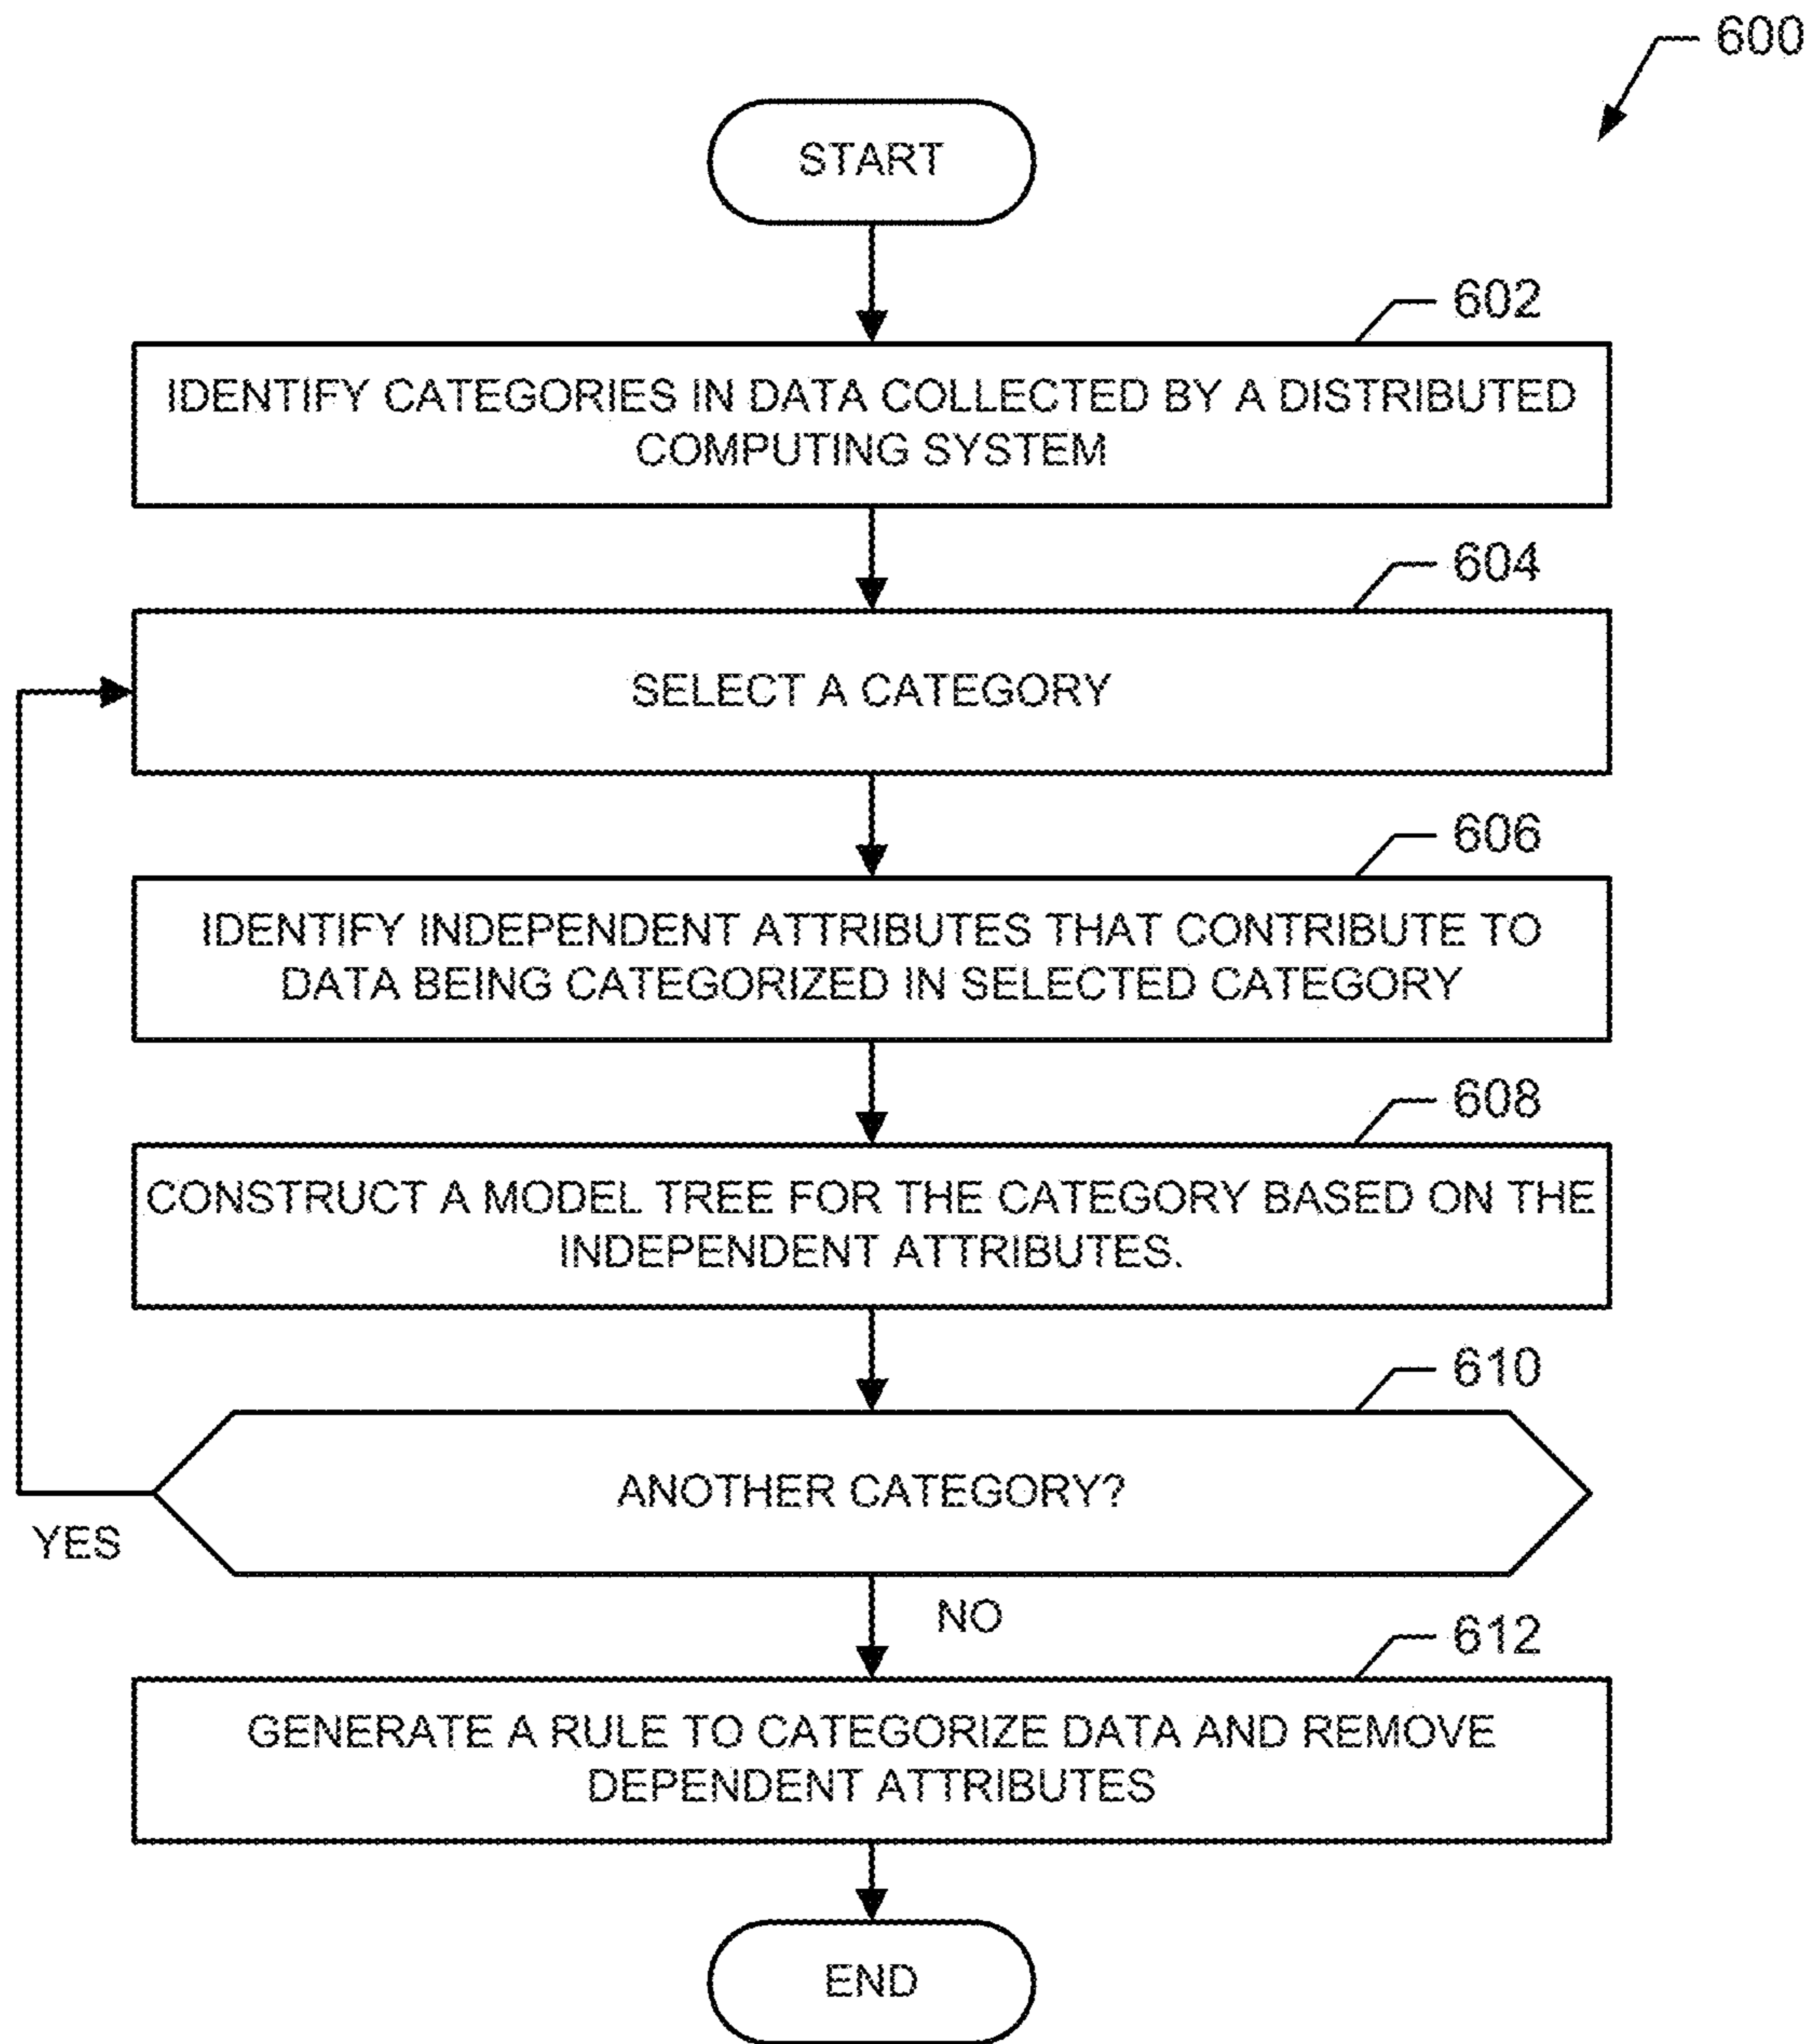 600
START
602
IDENTIFY CATEGORIES IN DATA COLLECTED BY A DISTRIBUTED
COMPUTING SYSTEM
604
SELECT A CATEGORY
606
IDENTIFY INDEPENDENT ATTRIBUTES THAT CONTRIBUTE TO
DATA BEING CATEGORIZED IN SELECTED CATEGORY
608
CONSTRUCT A MODEL TREE FOR THE CATEGORY BASED ON THE
INDEPENDENT ATTRIBUTES.
610
ANOTHER CATEGORY?
YES
NO
612
GENERATE A RULE TO CATEGORIZE DATA AND REMOVE
DEPENDENT ATTRIBUTES
END